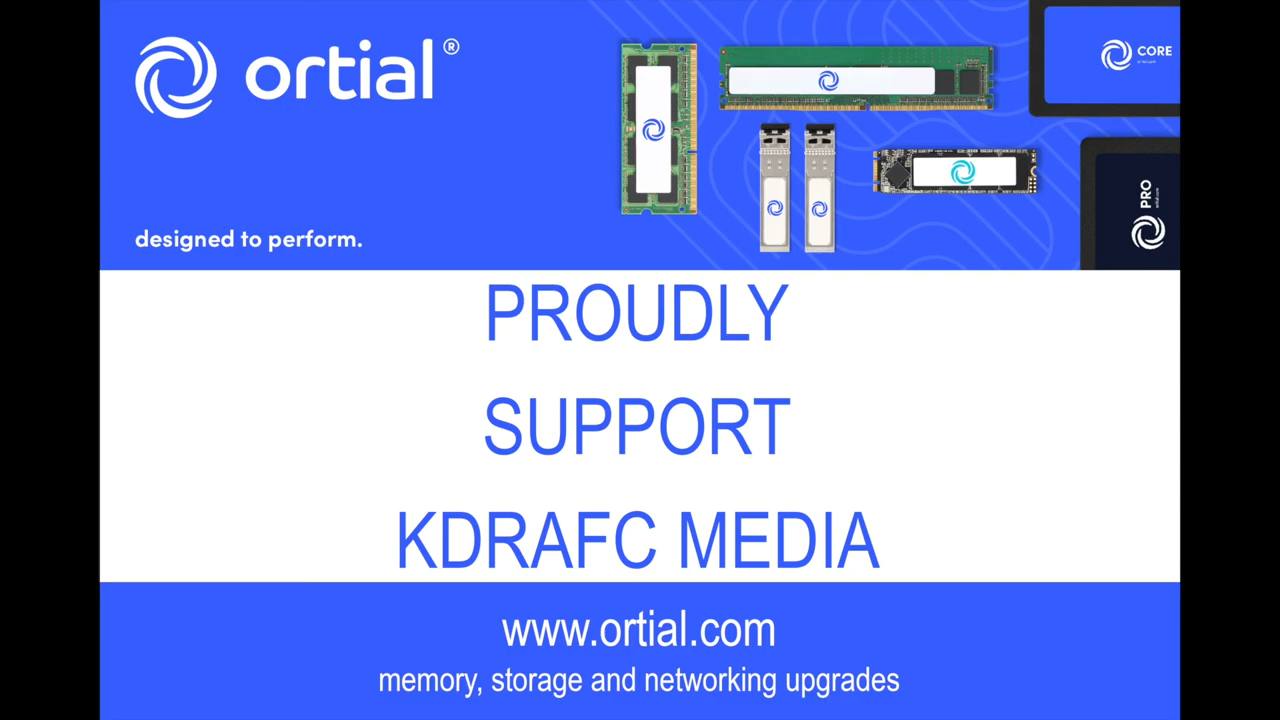 ortial®
CORE
PRO
designed to perform.
PROUDLY
SUPPORT
KDRAFC MEDIA
www.ortial.com
memory, storage and networking upgrades